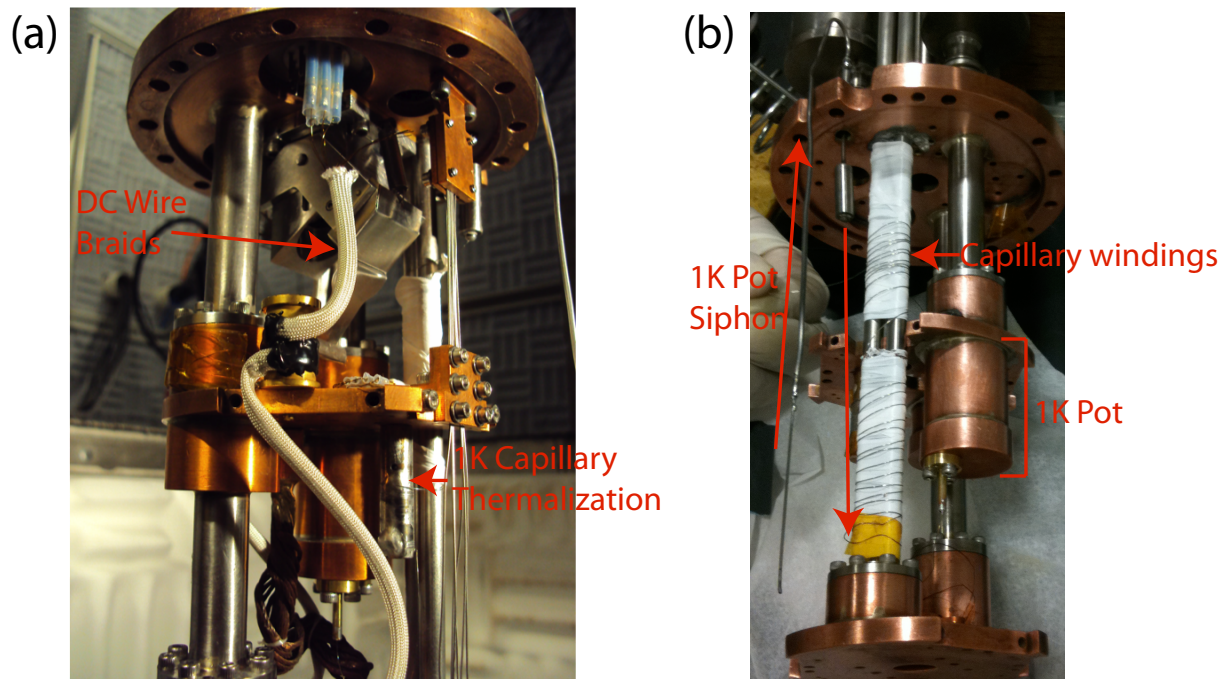 (a)
DC Wire
Braids
1K Capillary
Thermalization
(b)
1K Pot
Siphon
Capillary windings
1K Pot